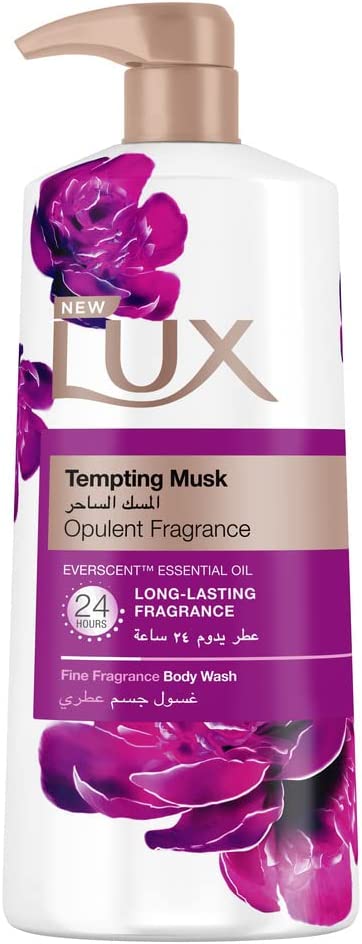 NEW
LUX
Tempting Musk
المسك الساحر
Opulent Fragrance
EVERSCENT™ ESSENTIAL OIL
24
HOURS
LONG-LASTING
FRAGRANCE
عطر يدوم ٢٤ ساعة
Fine Fragrance Body Wash
غسول جسم عطري